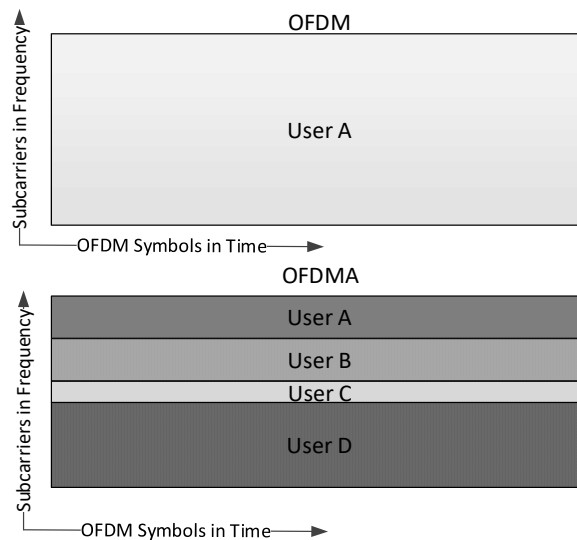 OFDM
Subcarriers in Frequency
User A
OFDM Symbols in Time
OFDMA
Subcarriers in Frequency
User A
User B
User C
User D
OFDM Symbols in Time